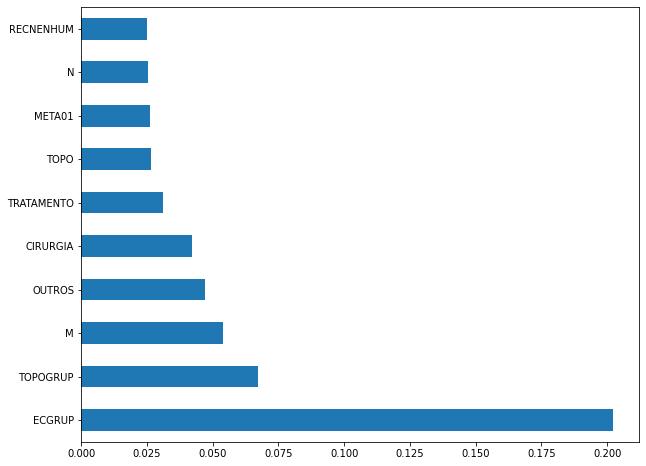 RECNENHUM
N
META01
TOPO
TRATAMENTO
CIRURGIA
OUTROS
M
TOPOGRUP
ECGRUP
0.000 0.025 0.050 0.075 0.100 0.125 0.150 0.175 0.200